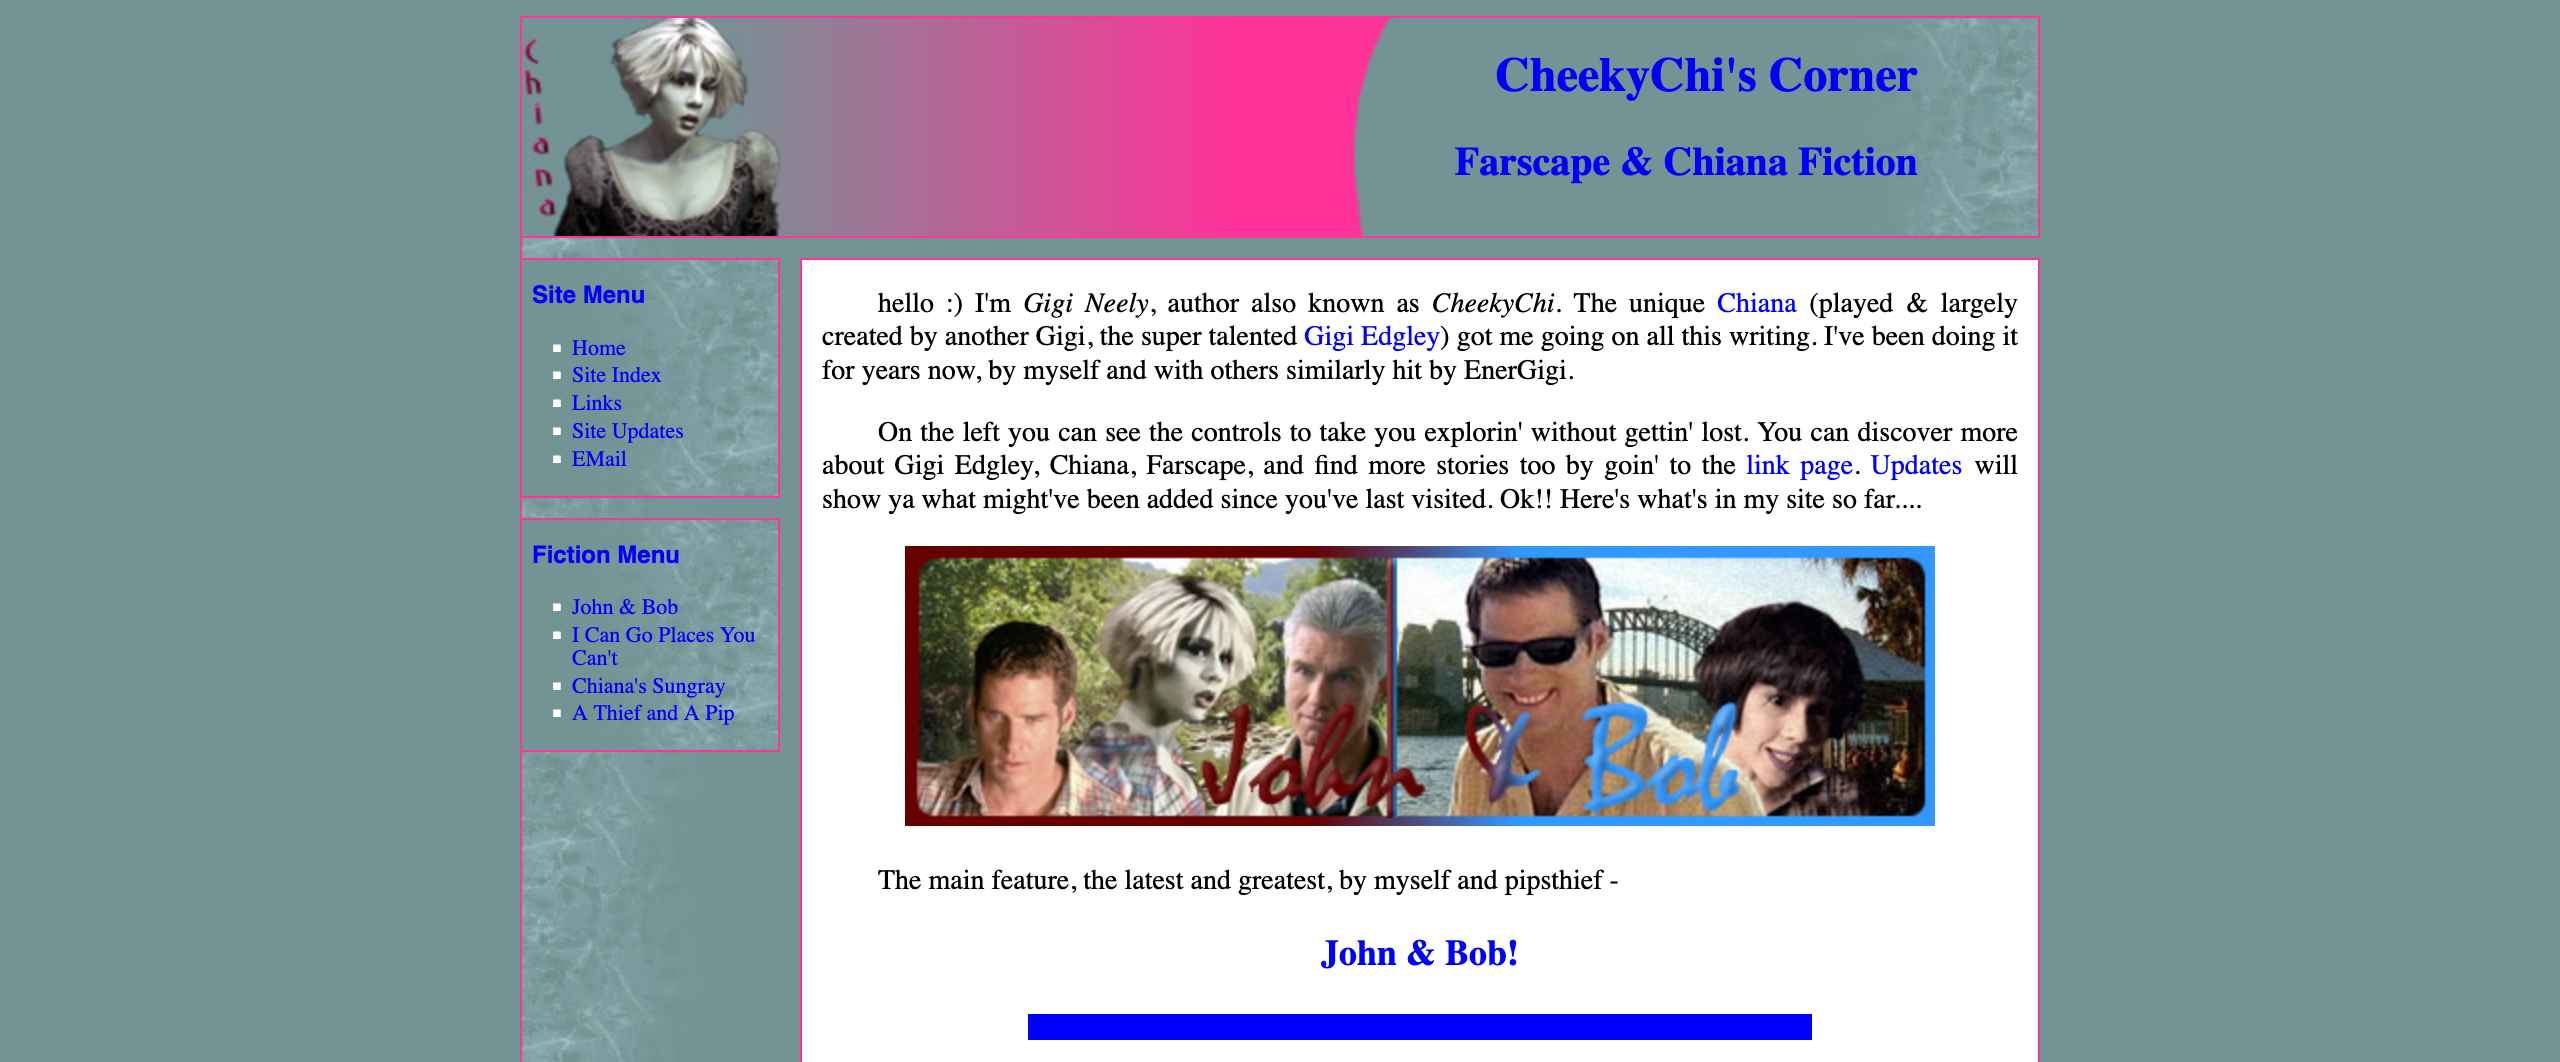 Chiana
CheekyChi's Corner
Farscape & Chiana Fiction
Site Menu
Home
Site Index
Links
Site Updates
EMail
Fiction Menu
John & Bob
I Can Go Places You
Can't
Chiana's Sungray
A Thief and A Pip
hello :) I'm Gigi Neely, author also known as CheekyChi. The unique Chiana (played & largely
created by another Gigi, the super talented Gigi Edgley) got me going on all this writing. I've been doing it
for years now, by myself and with others similarly hit by EnerGigi.
On the left you can see the controls to take you explorin' without gettin' lost. You can discover more
about Gigi Edgley, Chiana, Farscape, and find more stories too by goin' to the link page. Updates will
show ya what might've been added since you've last visited. Ok!! Here's what's in my site so far....
John & Bob
The main feature, the latest and greatest, by myself and pipsthief -
John & Bob!